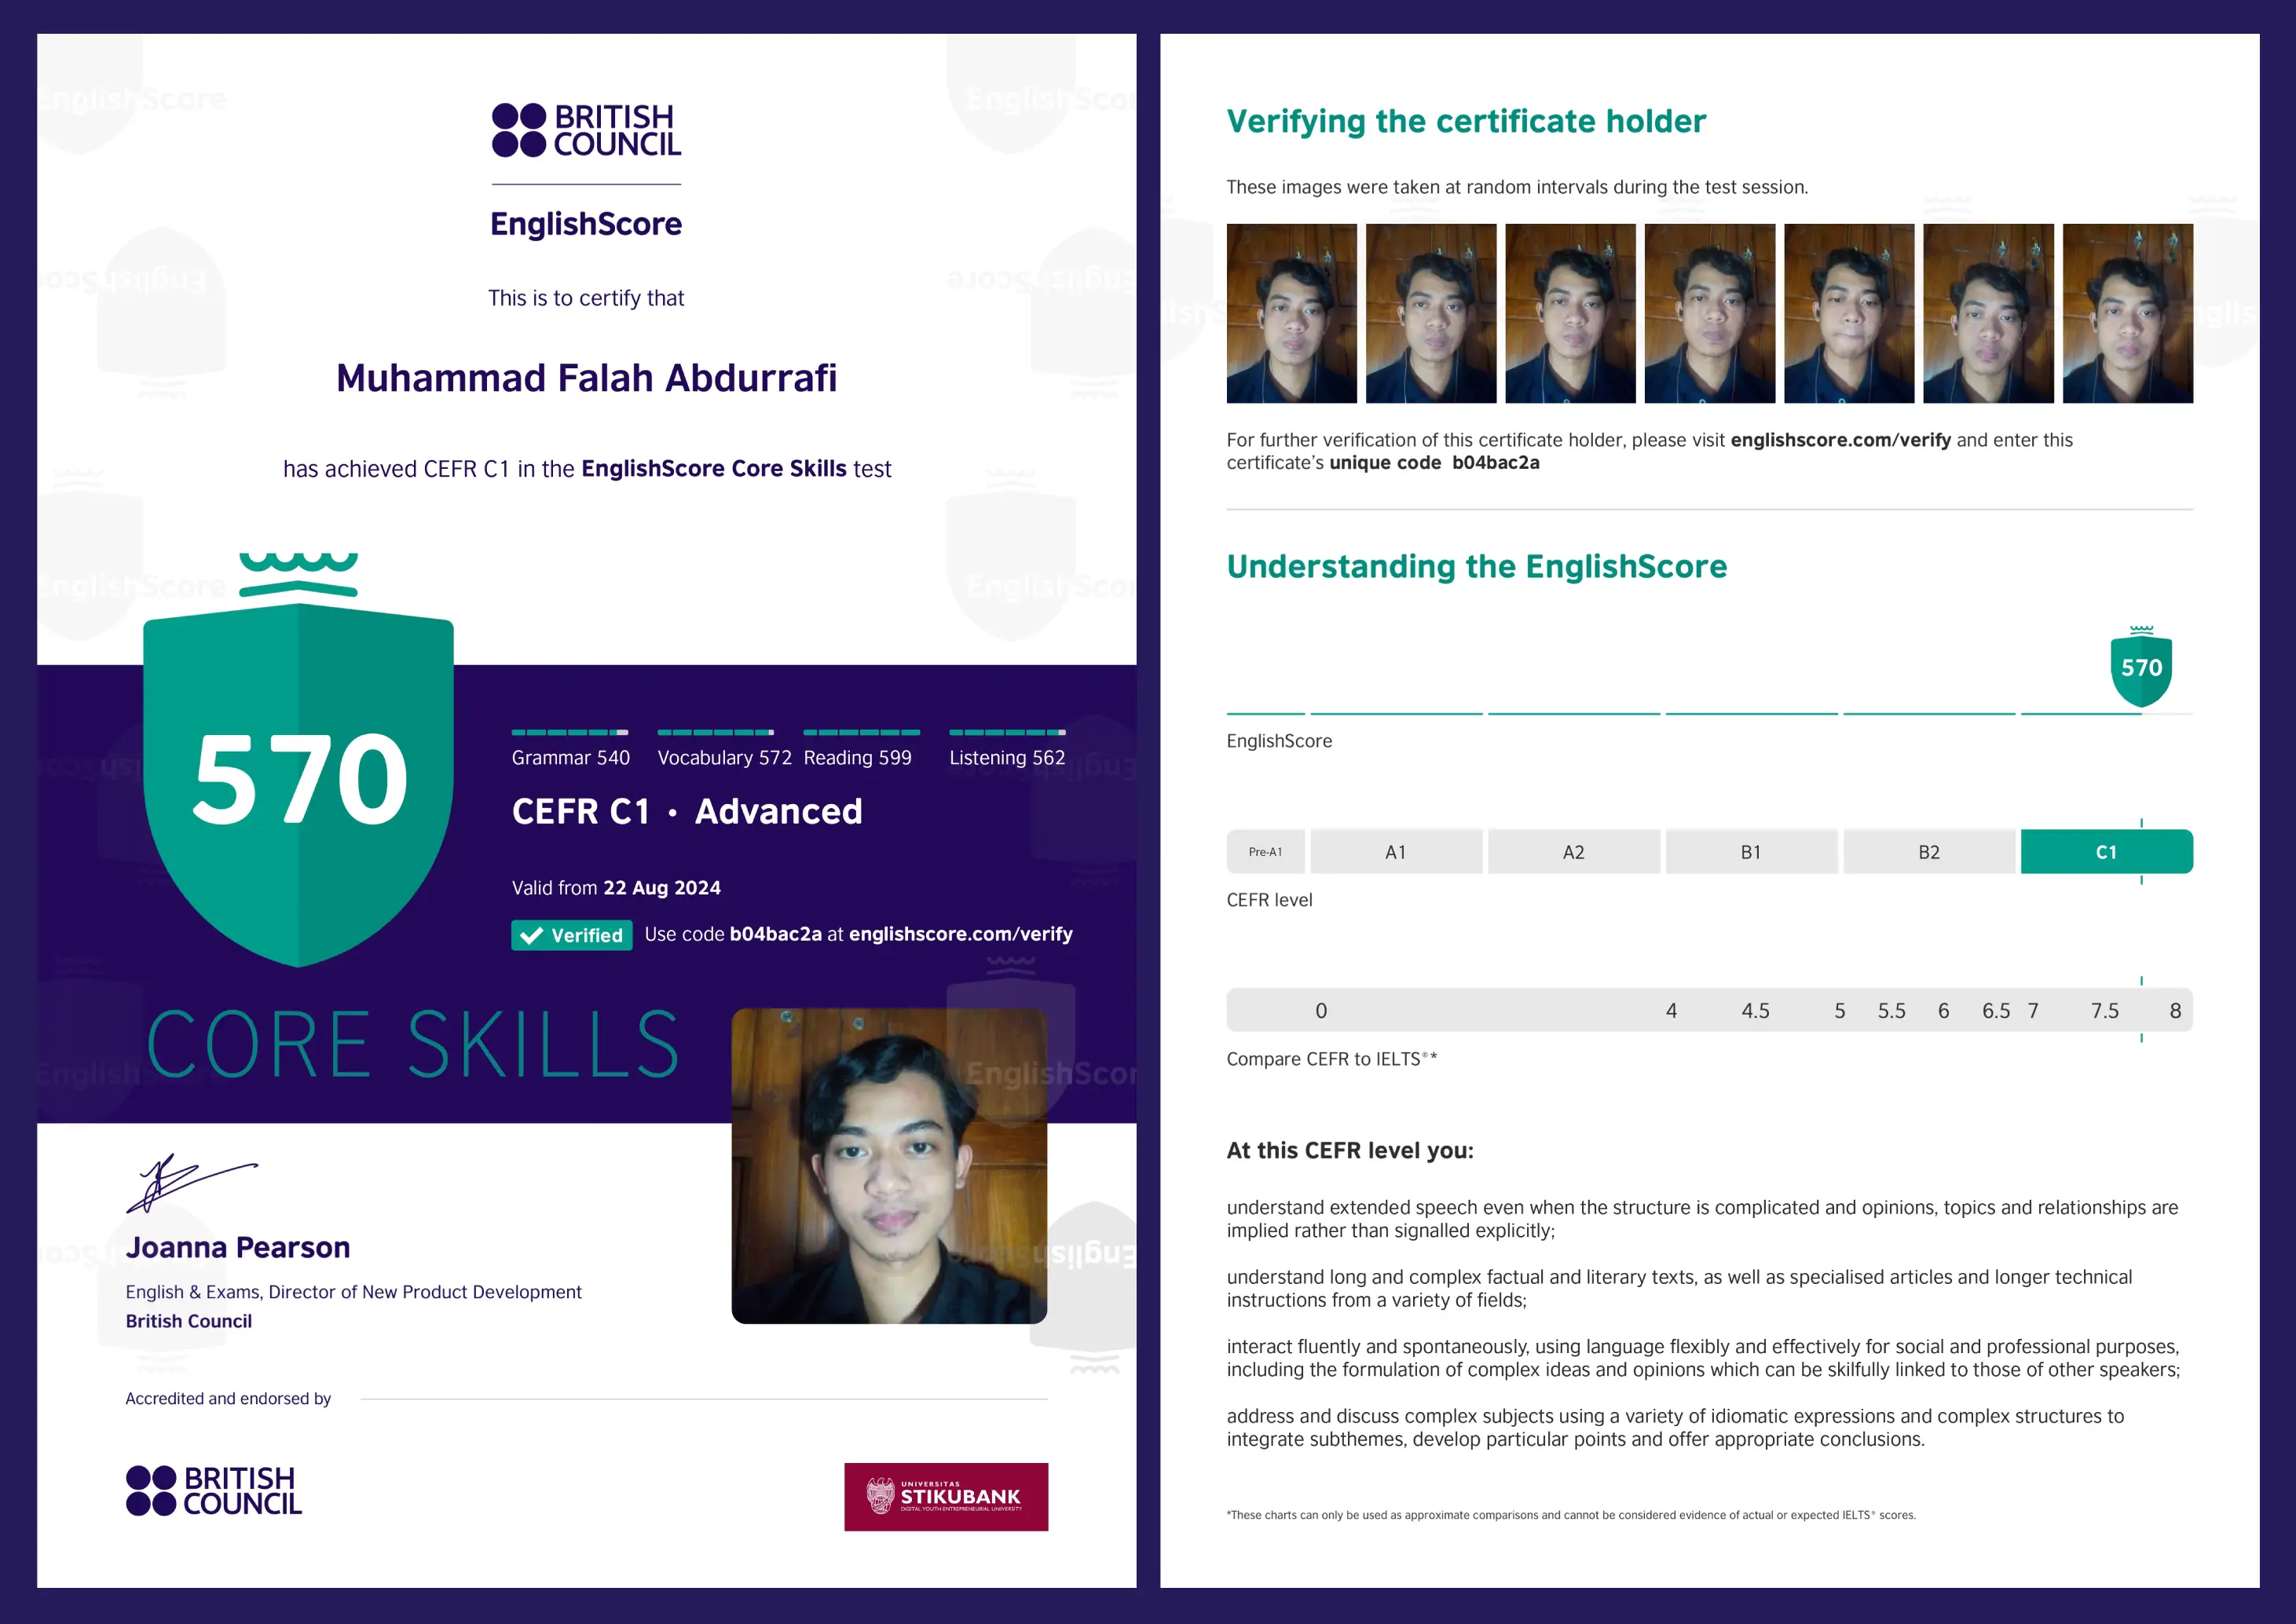 BRITISH
COUNCIL
EnglishScore
This is to certify that
Muhammad Falah Abdurrafi
has achieved CEFR C1 in the EnglishScore Core Skills test
570
Grammar 540
Vocabulary 572
Reading 599
Listening 562
CEFR C1 · Advanced
Valid from 22 Aug 2024
Verified
Use code b04bac2a at englishscore.com/verify
CORE SKILLS
Joanna Pearson
English & Exams, Director of New Product Development
British Council
Accredited and endorsed by
BRITISH
COUNCIL
UNIVERSITAS
STIKUBANK
DIGITAL YOUTH ENTREPRENEURIAL UNIVERSITY
Verifying the certificate holder
These images were taken at random intervals during the test session.
For further verification of this certificate holder, please visit englishscore.com/verify and enter this
certificate’s unique code b04bac2a
Understanding the EnglishScore
570
EnglishScore
Pre-A1 A1 A2 B1 B2 C1
CEFR level
0 4 4.5 5 5.5 6 6.5 7 7.5 8
Compare CEFR to IELTS®*
At this CEFR level you:
understand extended speech even when the structure is complicated and opinions, topics and relationships are
implied rather than signalled explicitly;
understand long and complex factual and literary texts, as well as specialised articles and longer technical
instructions from a variety of fields;
interact fluently and spontaneously, using language flexibly and effectively for social and professional purposes,
including the formulation of complex ideas and opinions which can be skilfully linked to those of other speakers;
address and discuss complex subjects using a variety of idiomatic expressions and complex structures to
integrate subthemes, develop particular points and offer appropriate conclusions.
*These charts can only be used as approximate comparisons and cannot be considered evidence of actual or expected IELTS® scores.